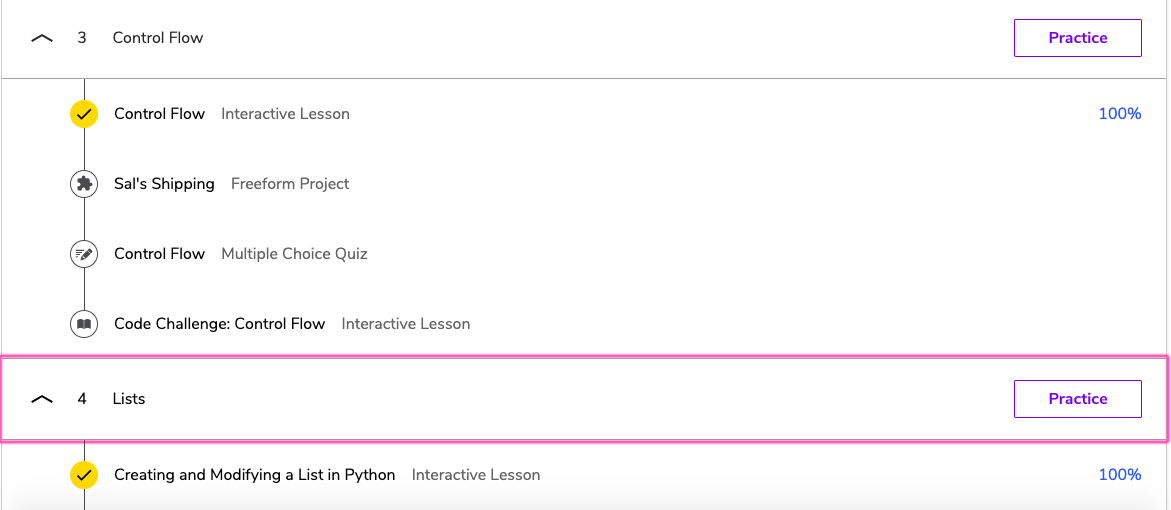 3 Control Flow Practice
Control Flow Interactive Lesson 100%
Sal's Shipping Freeform Project
Control Flow Multiple Choice Quiz
Code Challenge: Control Flow Interactive Lesson
4 Lists Practice
Creating and Modifying a List in Python Interactive Lesson 100%